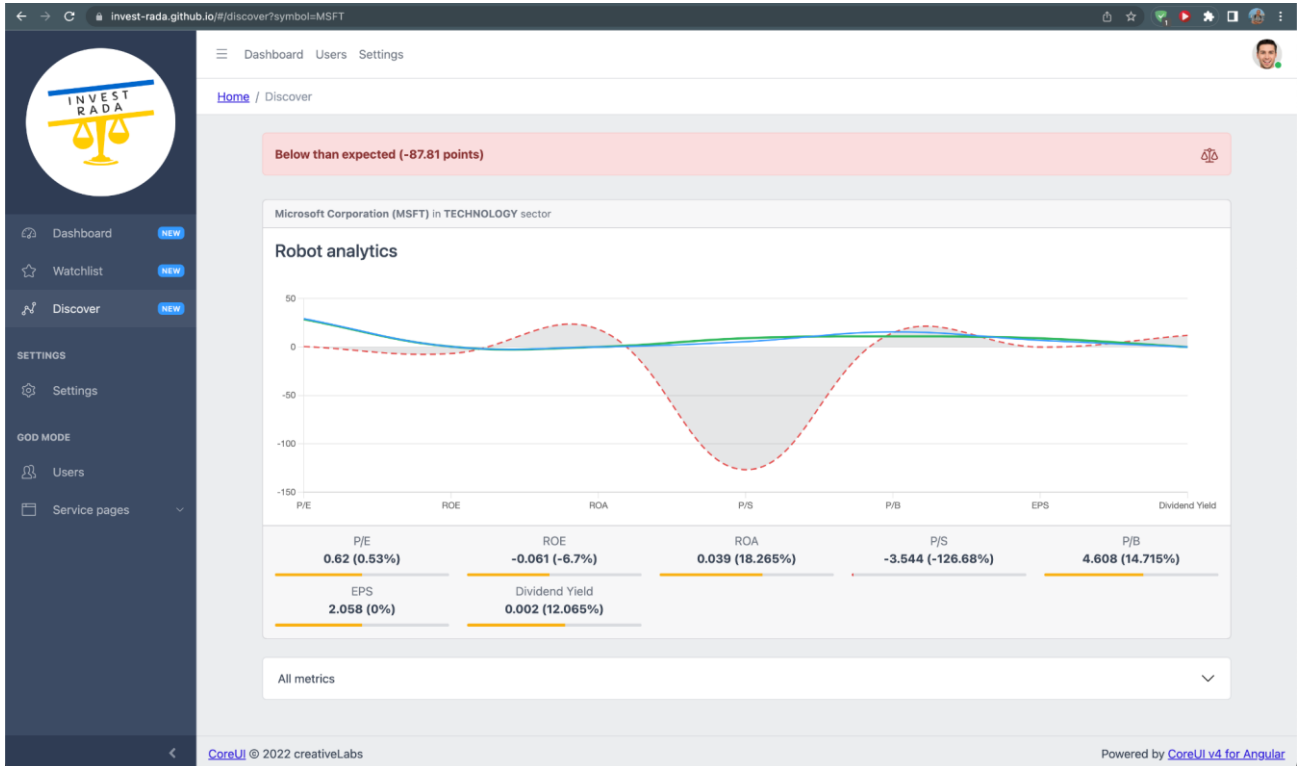 invest-rada.github.io/#/discover?symbol=MSFT
INVEST
RADA
Dashboard NEW
Watchlist NEW
Discover NEW
SETTINGS
Settings
GOD MODE
Users
Service pages
Dashboard Users Settings
Home / Discover
Below than expected (-87.81 points)
Microsoft Corporation (MSFT) in TECHNOLOGY sector
Robot analytics
50
0
-50
-100
-150
P/E ROE ROA P/S P/B EPS Dividend Yield
P/E ROE ROA P/S P/B
0.62 (0.53%) -0.061 (-6.7%) 0.039 (18.265%) -3.544 (-126.68%) 4.608 (14.715%)
EPS Dividend Yield
2.058 (0%) 0.002 (12.065%)
All metrics
CoreUI © 2022 creativeLabs Powered by CoreUI v4 for Angular